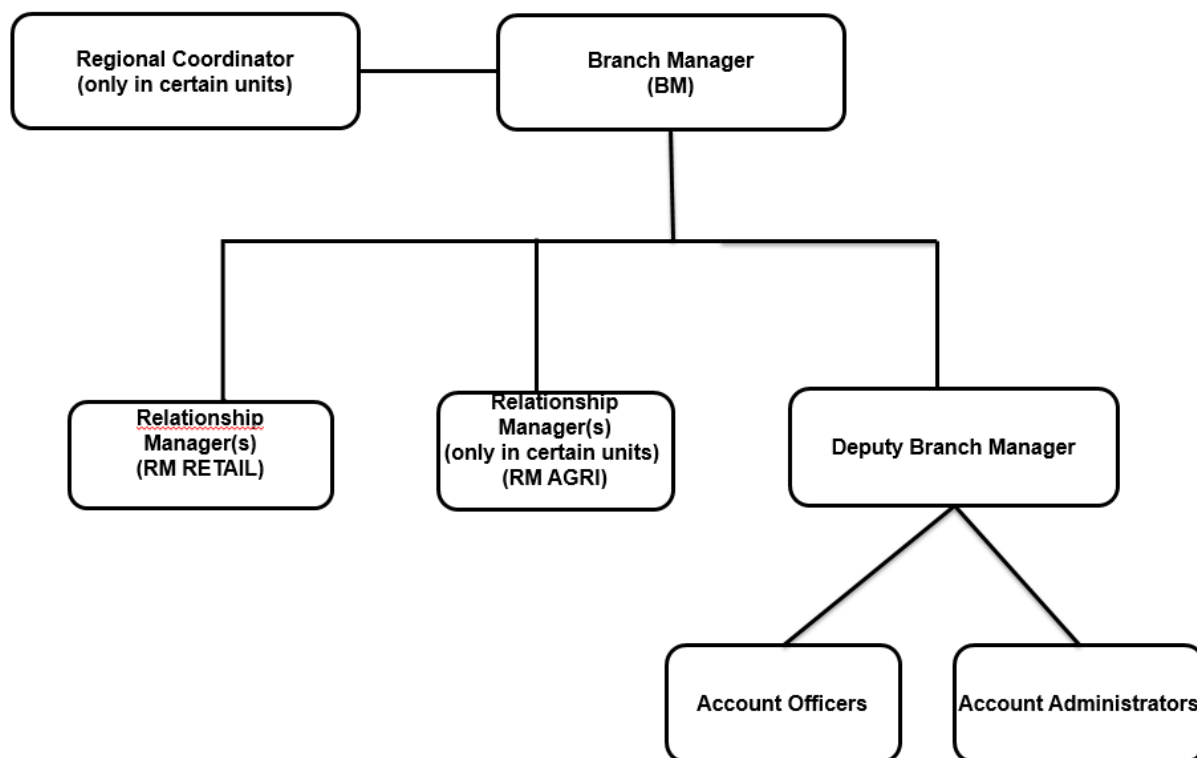 Regional Coordinator
(only in certain units)
Branch Manager
(BM)
Relationship
Manager(s)
(RM RETAIL)
Relationship
Manager(s)
(only in certain units)
(RM AGRI)
Deputy Branch Manager
Account Officers
Account Administrators